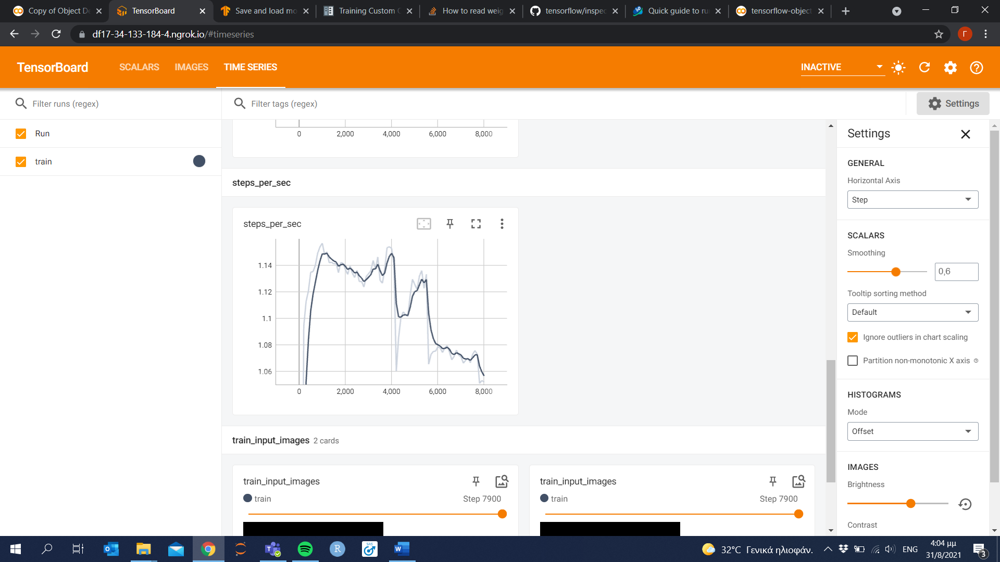 Copy of Object De
TensorBoard
Save and load mo
Training Custom O
How to read weig
tensorflow/inspec
Quick guide to ru
tensorflow-object
df17-34-133-184-4.ngrok.io/#timeseries
Γ
TensorBoard
SCALARS
IMAGES
TIME SERIES
INACTIVE
Filter runs (regex)
Filter tags (regex)
Settings
Run
train
0 2,000 4,000 6,000 8,000
steps_per_sec
steps_per_sec
1.14
1.12
1.1
1.08
1.06
0 2,000 4,000 6,000 8,000
train_input_images 2 cards
train_input_images
train
Step 7900
train_input_images
train
Step 7900
Settings
GENERAL
Horizontal Axis
Step
SCALARS
Smoothing
0,6
Tooltip sorting method
Default
Ignore outliers in chart scaling
Partition non-monotonic X axis
HISTOGRAMS
Mode
Offset
IMAGES
Brightness
Contrast
32°C Γενικά ηλιοφάν.
ENG
4:04 μμ
31/8/2021
3